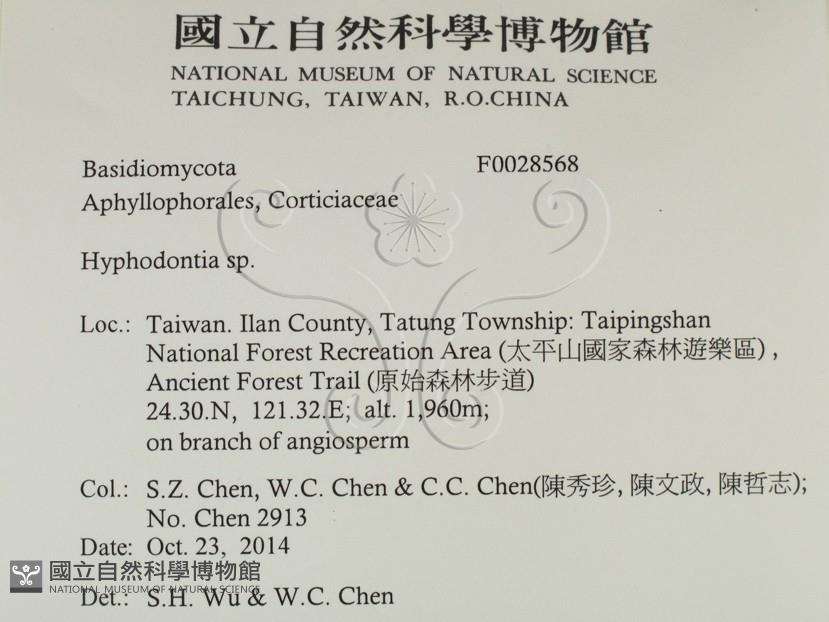 國立自然科學博物館
NATIONAL MUSEUM OF NATURAL SCIENCE
TAICHUNG, TAIWAN, R.O.CHINA
Basidiomycota F0028568
Aphyllophorales, Corticiaceae
Hyphodontia sp.
Loc.: Taiwan. Ilan County, Tatung Township: Taipingshan
National Forest Recreation Area (太平山國家森林遊樂區) ,
Ancient Forest Trail (原始森林步道)
24.30.N, 121.32.E; alt. 1,960m;
on branch of angiosperm
Col.: S.Z. Chen, W.C. Chen & C.C. Chen(陳秀珍, 陳文政, 陳哲志);
No. Chen 2913
Date: Oct. 23, 2014
國立自然科學博物館
NATIONAL MUSEUM OF NATURAL SCIENCE
Det.: S.H. Wu & W.C. Chen